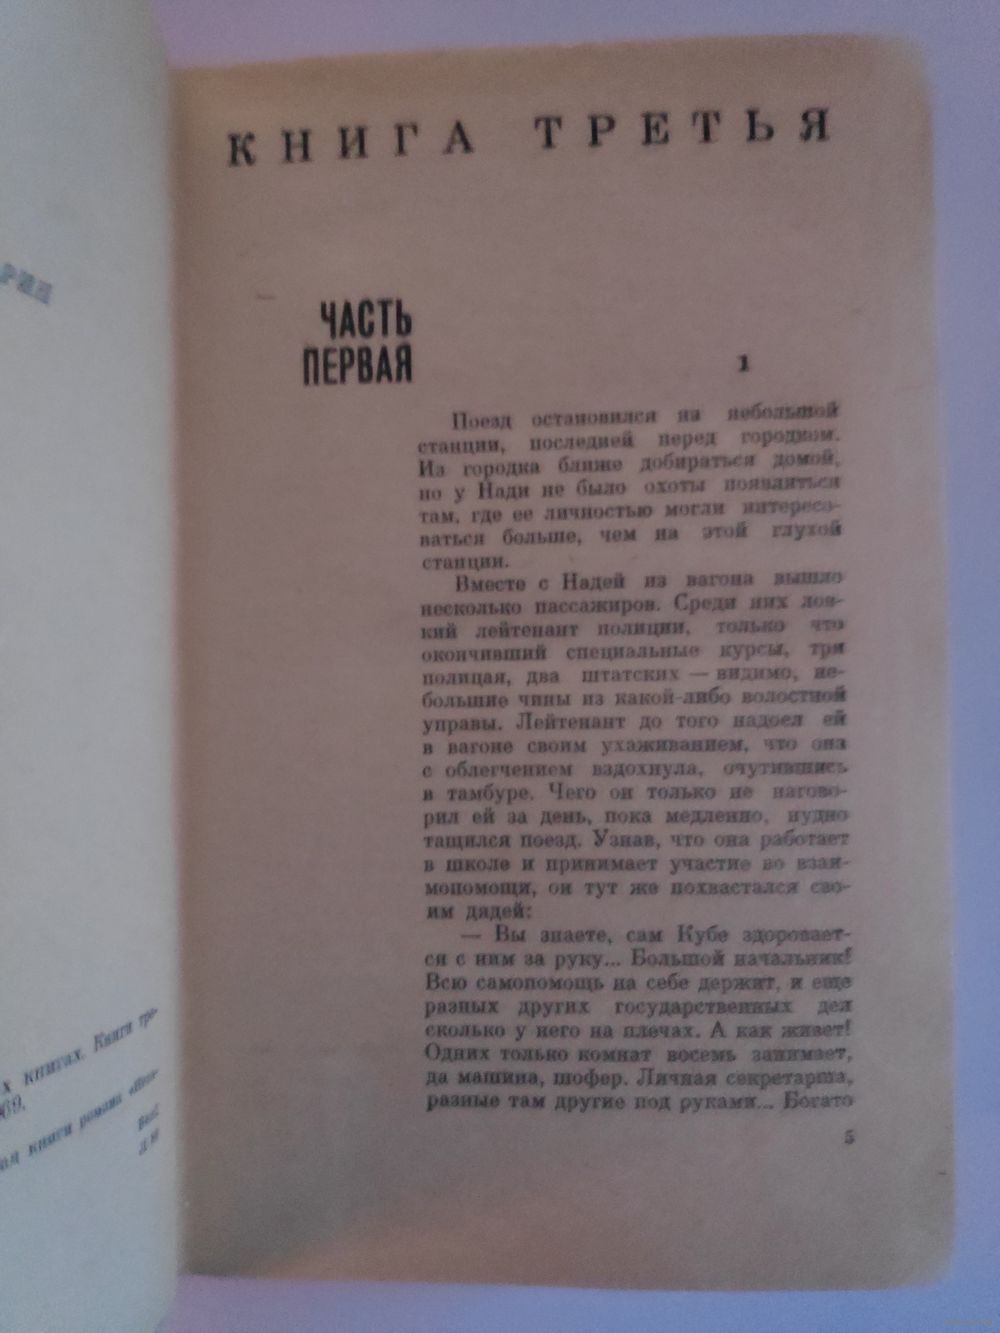 КНИГА ТРЕТЬЯ
ЧАСТЬ
ПЕРВАЯ
1
Поезд остановился на небольшой
станции, последней перед городком.
Из городка ближе добираться домой,
но у Нади не было охоты появляться
там, где ее личностью могли интересо-
ваться больше, чем на этой глухой
станции.
Вместе с Надей из вагона вышло
несколько пассажиров. Среди них лов-
кий лейтенант полиции, только что
окончивший специальные курсы, три
полицая, два штатских — видимо, не-
большие чины из какой-либо волостной
управы. Лейтенант до того надоел ей
в вагоне своим ухаживанием, что она
с облегчением вздохнула, очутившись
в тамбуре. Чего он только не нагово-
рил ей за день, пока медленно, нудно
тащился поезд. Узнав, что она работает
в школе и принимает участие во взаи-
мопомощи, он тут же похвастался сво-
им дядей:
— Вы знаете, сам Кубе здоровает-
ся с ним за руку... Большой начальник!
Всю самопомощь на себе держит, и еще
разных других государственных дел
сколько у него на плечах. А как живет!
Одних только комнат восемь занимает,
да машина, шофер. Личная секретарша,
разные там другие под руками... Богато
5
х книгах. Книги тре-
69.
книги романа